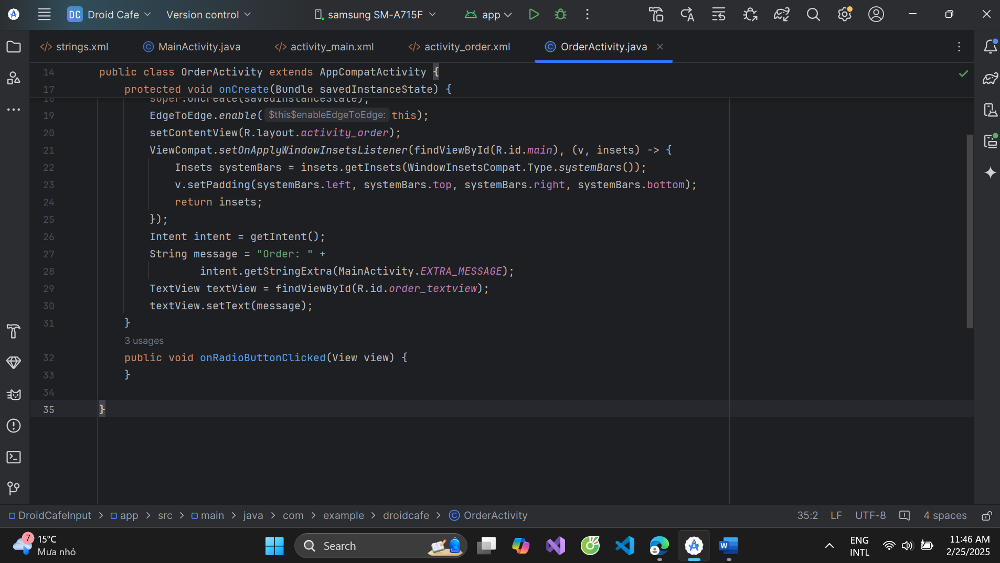 DC Droid Cafe Version control samsung SM-A715F app
strings.xml MainActivity.java activity_main.xml activity_order.xml OrderActivity.java
14 public class OrderActivity extends AppCompatActivity {
17 protected void onCreate(Bundle savedInstanceState) {
18 super.onCreate(savedInstanceState);
19 EdgeToEdge.enable( $this$enableEdgeToEdge: this);
20 setContentView(R.layout.activity_order);
21 ViewCompat.setOnApplyWindowInsetsListener(findViewById(R.id.main), (v, insets) -> {
22 Insets systemBars = insets.getInsets(WindowInsetsCompat.Type.systemBars());
23 v.setPadding(systemBars.left, systemBars.top, systemBars.right, systemBars.bottom);
24 return insets;
25 });
26 Intent intent = getIntent();
27 String message = "Order: " +
28 intent.getStringExtra(MainActivity.EXTRA_MESSAGE);
29 TextView textView = findViewById(R.id.order_textview);
30 textView.setText(message);
31 }
3 usages
32 public void onRadioButtonClicked(View view) {
33 }
34
35 }
DroidCafeInput > app > src > main > java > com > example > droidcafe > OrderActivity 35:2 LF UTF-8 4 spaces
7 15°C
Mưa nhỏ
Search
ENG
INTL
11:46 AM
2/25/2025